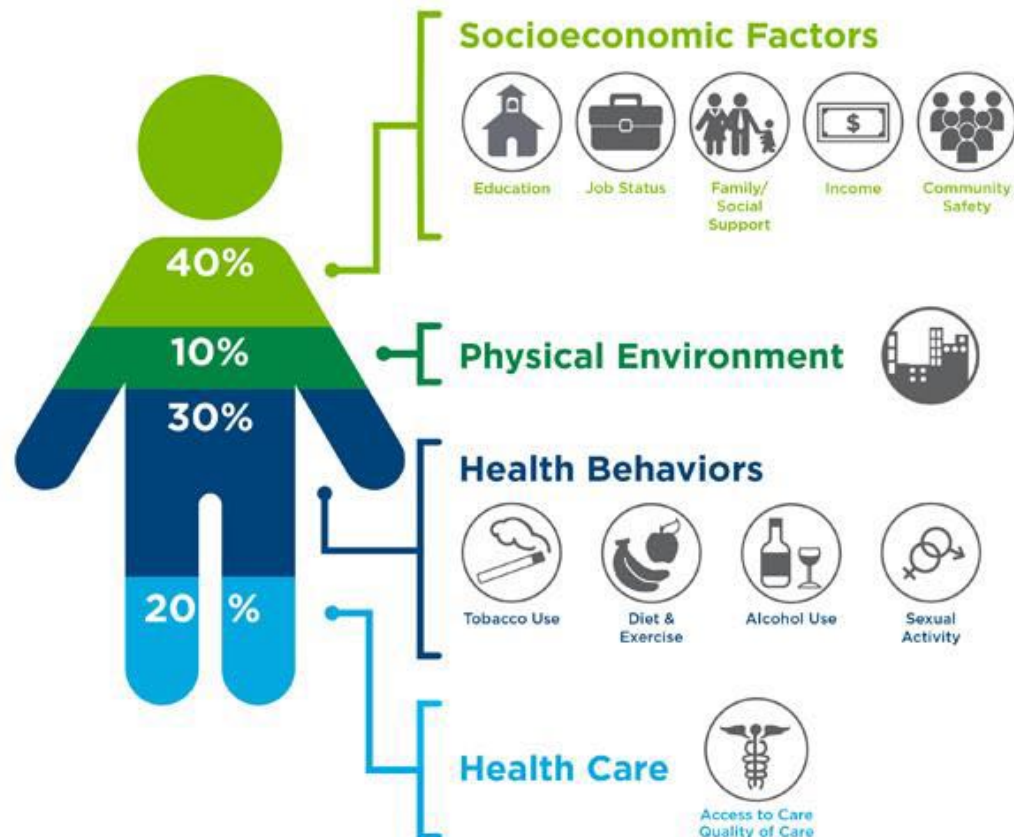 Socioeconomic Factors
$
Education
Job Status
Family/
Social
Support
Income
Community
Safety
40%
10%
Physical Environment
30%
Health Behaviors
Tobacco Use
Diet &
Exercise
Alcohol Use
Sexual
Activity
20 %
Health Care
Access to Care
Quality of Care